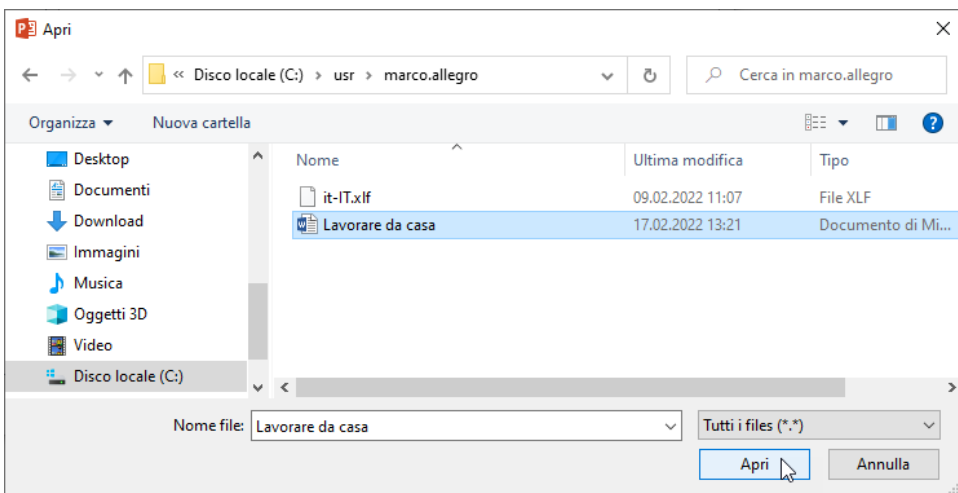 Apri
« Disco locale (C:) › usr › marco.allegro
Cerca in marco.allegro
Organizza
Nuova cartella
Desktop
Documenti
Download
Immagini
Musica
Oggetti 3D
Video
Disco locale (C:)
Nome Ultima modifica Tipo
it-IT.xlf 09.02.2022 11:07 File XLF
Lavorare da casa 17.02.2022 13:21 Documento di Mi...
Nome file: Lavorare da casa Tutti i files (*.*)
Apri Annulla